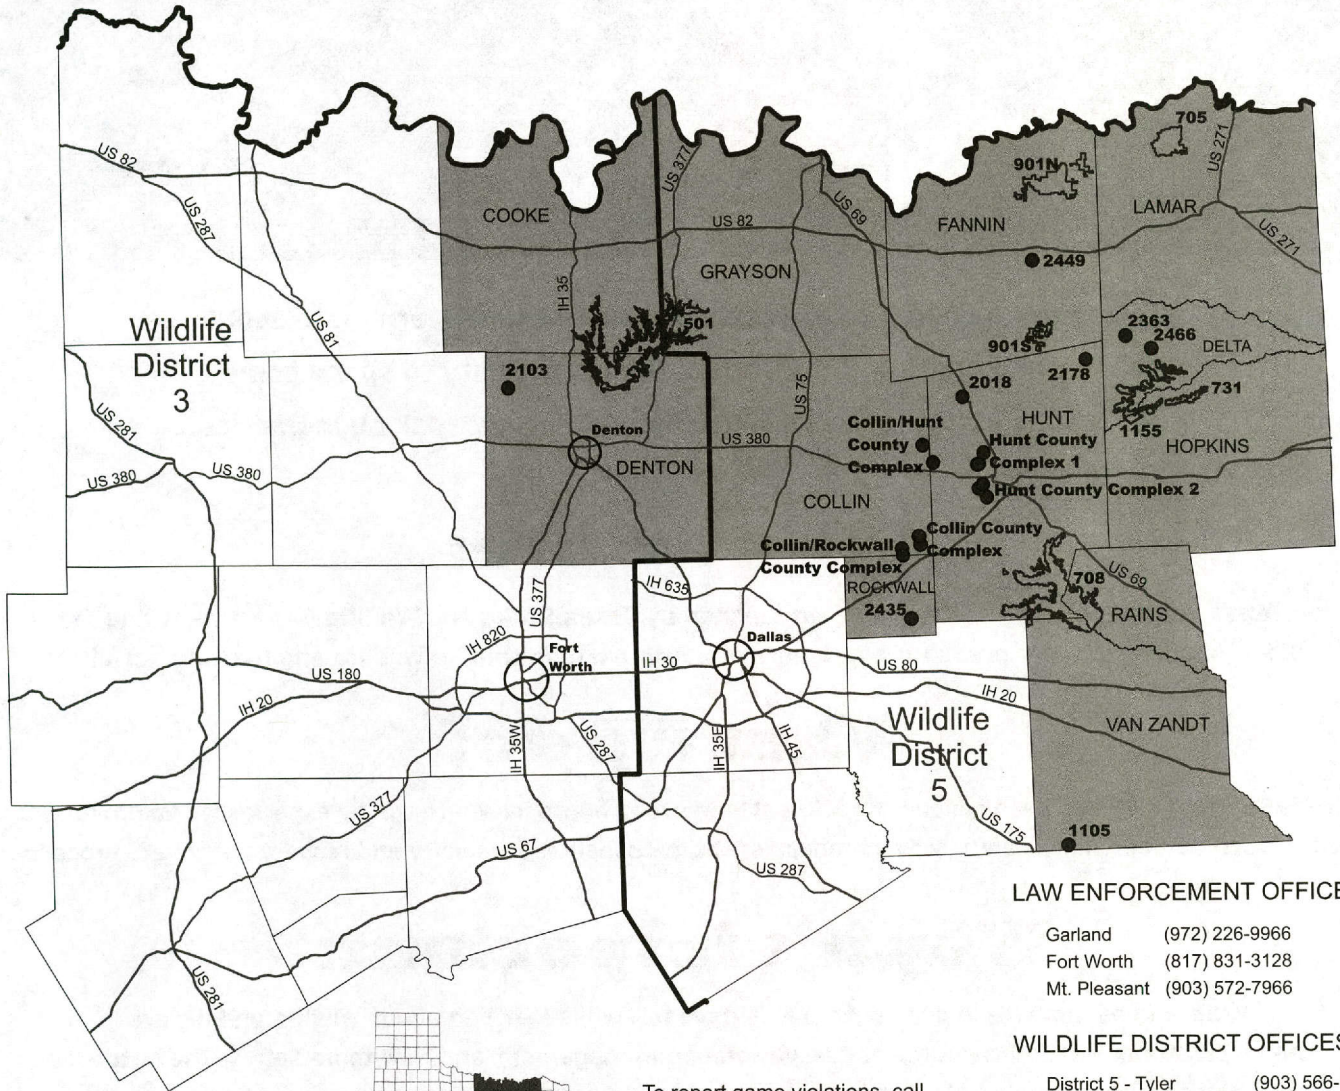 705
US 271
901N
US 377
US 82
US 69
FANNIN
LAMAR
US 287
COOKE
US 82
US 271
2449
IH 35
GRAYSON
US 81
501
Wildlife
District
3
2363
2466
901S
DELTA
2178
2103
US 75
2018
731
US 281
Collin/Hunt
County
Complex
HUNT
1155
HOPKINS
Denton
US 380
Hunt County
Complex 1
DENTON
US 380
US 380
Hunt County Complex 2
COLLIN
Collin County
Complex
Collin/Rockwall
County Complex
US 69
708
IH 635
ROCKWALL
US 377
RAINS
2435
IH 820
Fort
Worth
Dallas
IH 30
US 80
US 180
IH 20
IH 20
Wildlife
District
5
VAN ZANDT
IH 35W
US 287
IH 35E
IH 45
US 377
US 175
1105
US 67
US 287
US 281
LAW ENFORCEMENT OFFICE
Garland (972) 226-9966
Fort Worth (817) 831-3128
Mt. Pleasant (903) 572-7966
WILDLIFE DISTRICT OFFICES
District 5 - Tyler (903) 566-
To report game violations, call